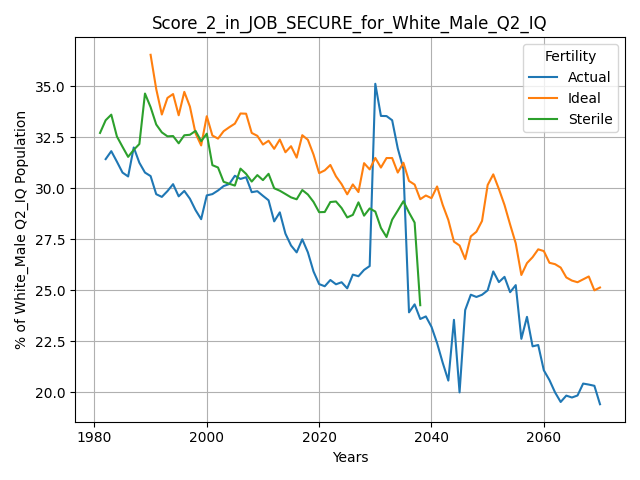 Score_2_in_JOB_SECURE_for_White_Male_Q2_IQ
Fertility
Actual
Ideal
Sterile
% of White_Male Q2_IQ Population
35.0
32.5
30.0
27.5
25.0
22.5
20.0
1980
2000
2020
2040
2060
Years